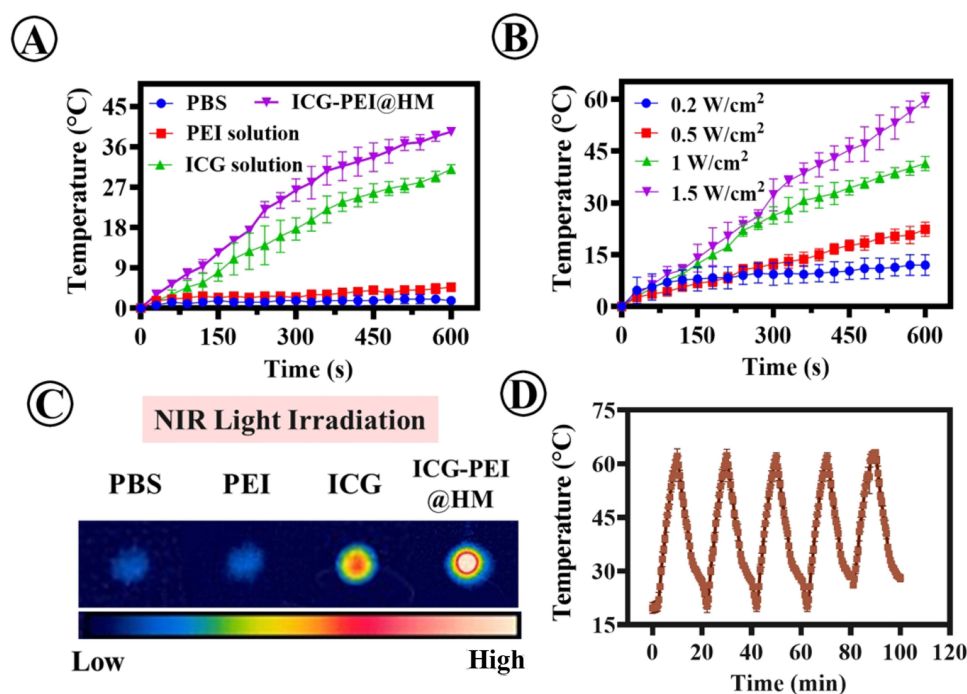 A
Temperature (°C)
45
36
27
18
9
0
PBS
ICG-PEI@HM
PEI solution
ICG solution
0 150 300 450 600
Time (s)
B
Temperature (°C)
60
45
30
15
0
0.2 W/cm²
0.5 W/cm²
1 W/cm²
1.5 W/cm²
0 150 300 450 600
Time (s)
C
NIR Light Irradiation
PBS PEI ICG ICG-PEI
@HM
Low High
D
Temperature (°C)
75
60
45
30
15
0 20 40 60 80 100 120
Time (min)